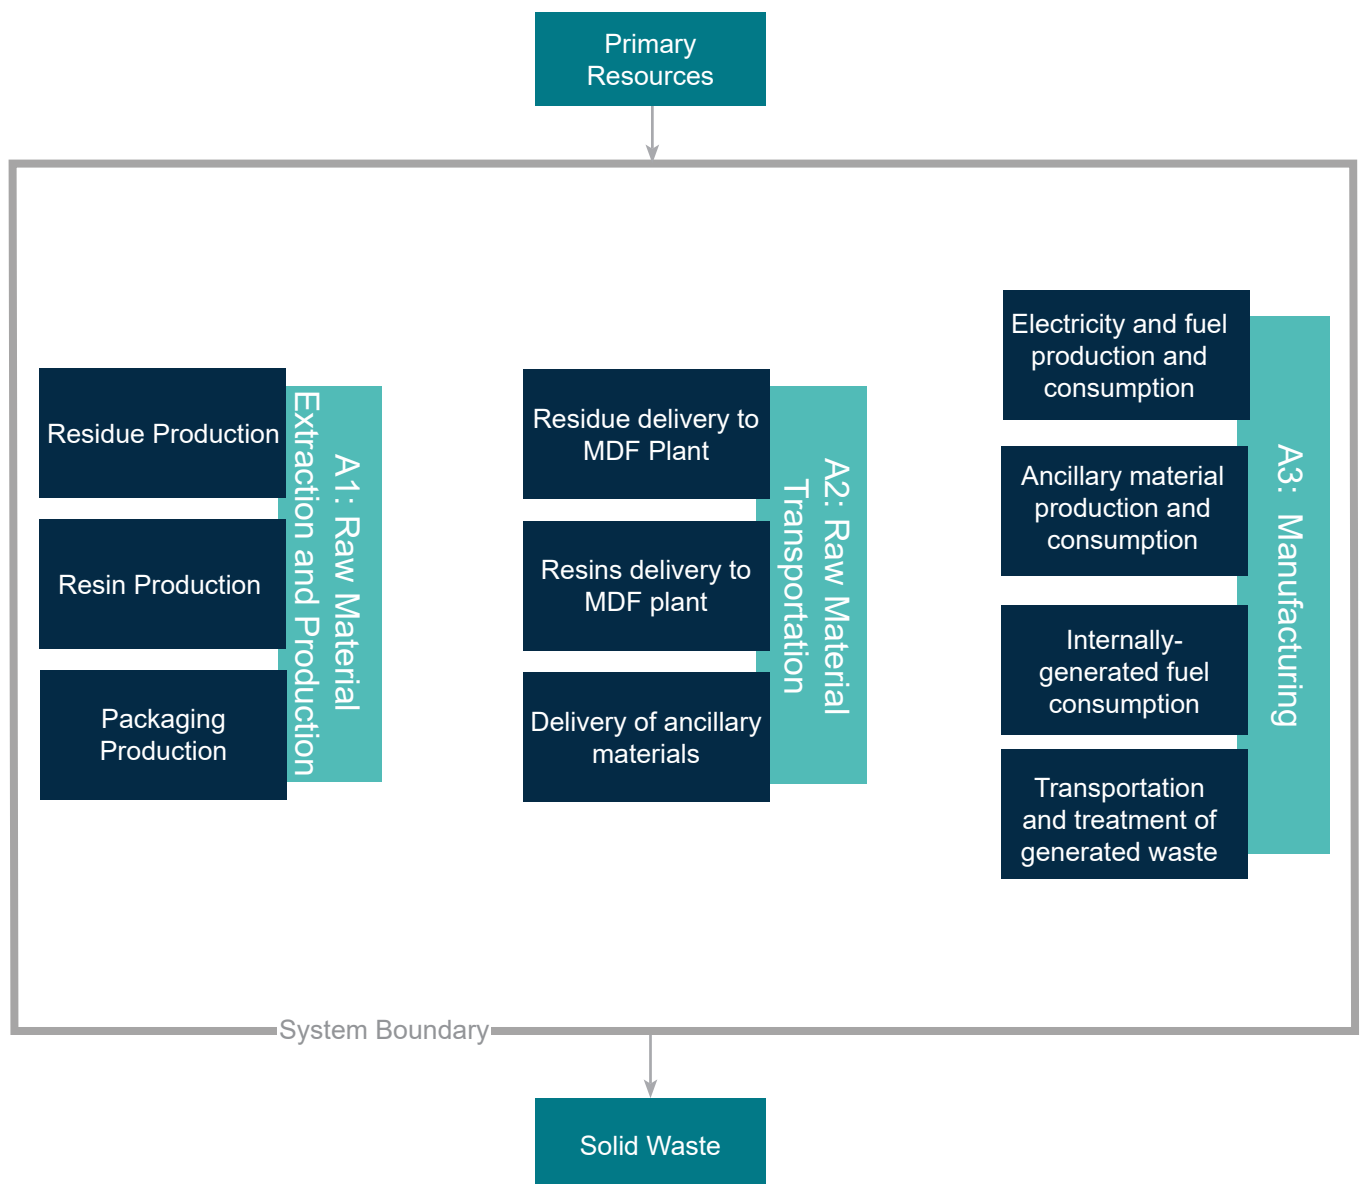 Primary
Resources
Residue Production
Resin Production
Packaging
Production
A1: Raw Material
Extraction and Production
Residue delivery to
MDF Plant
Resins delivery to
MDF plant
Delivery of ancillary
materials
A2: Raw Material
Transportation
Electricity and fuel
production and
consumption
Ancillary material
production and
consumption
Internally-
generated fuel
consumption
Transportation
and treatment of
generated waste
A3: Manufacturing
System Boundary
Solid Waste